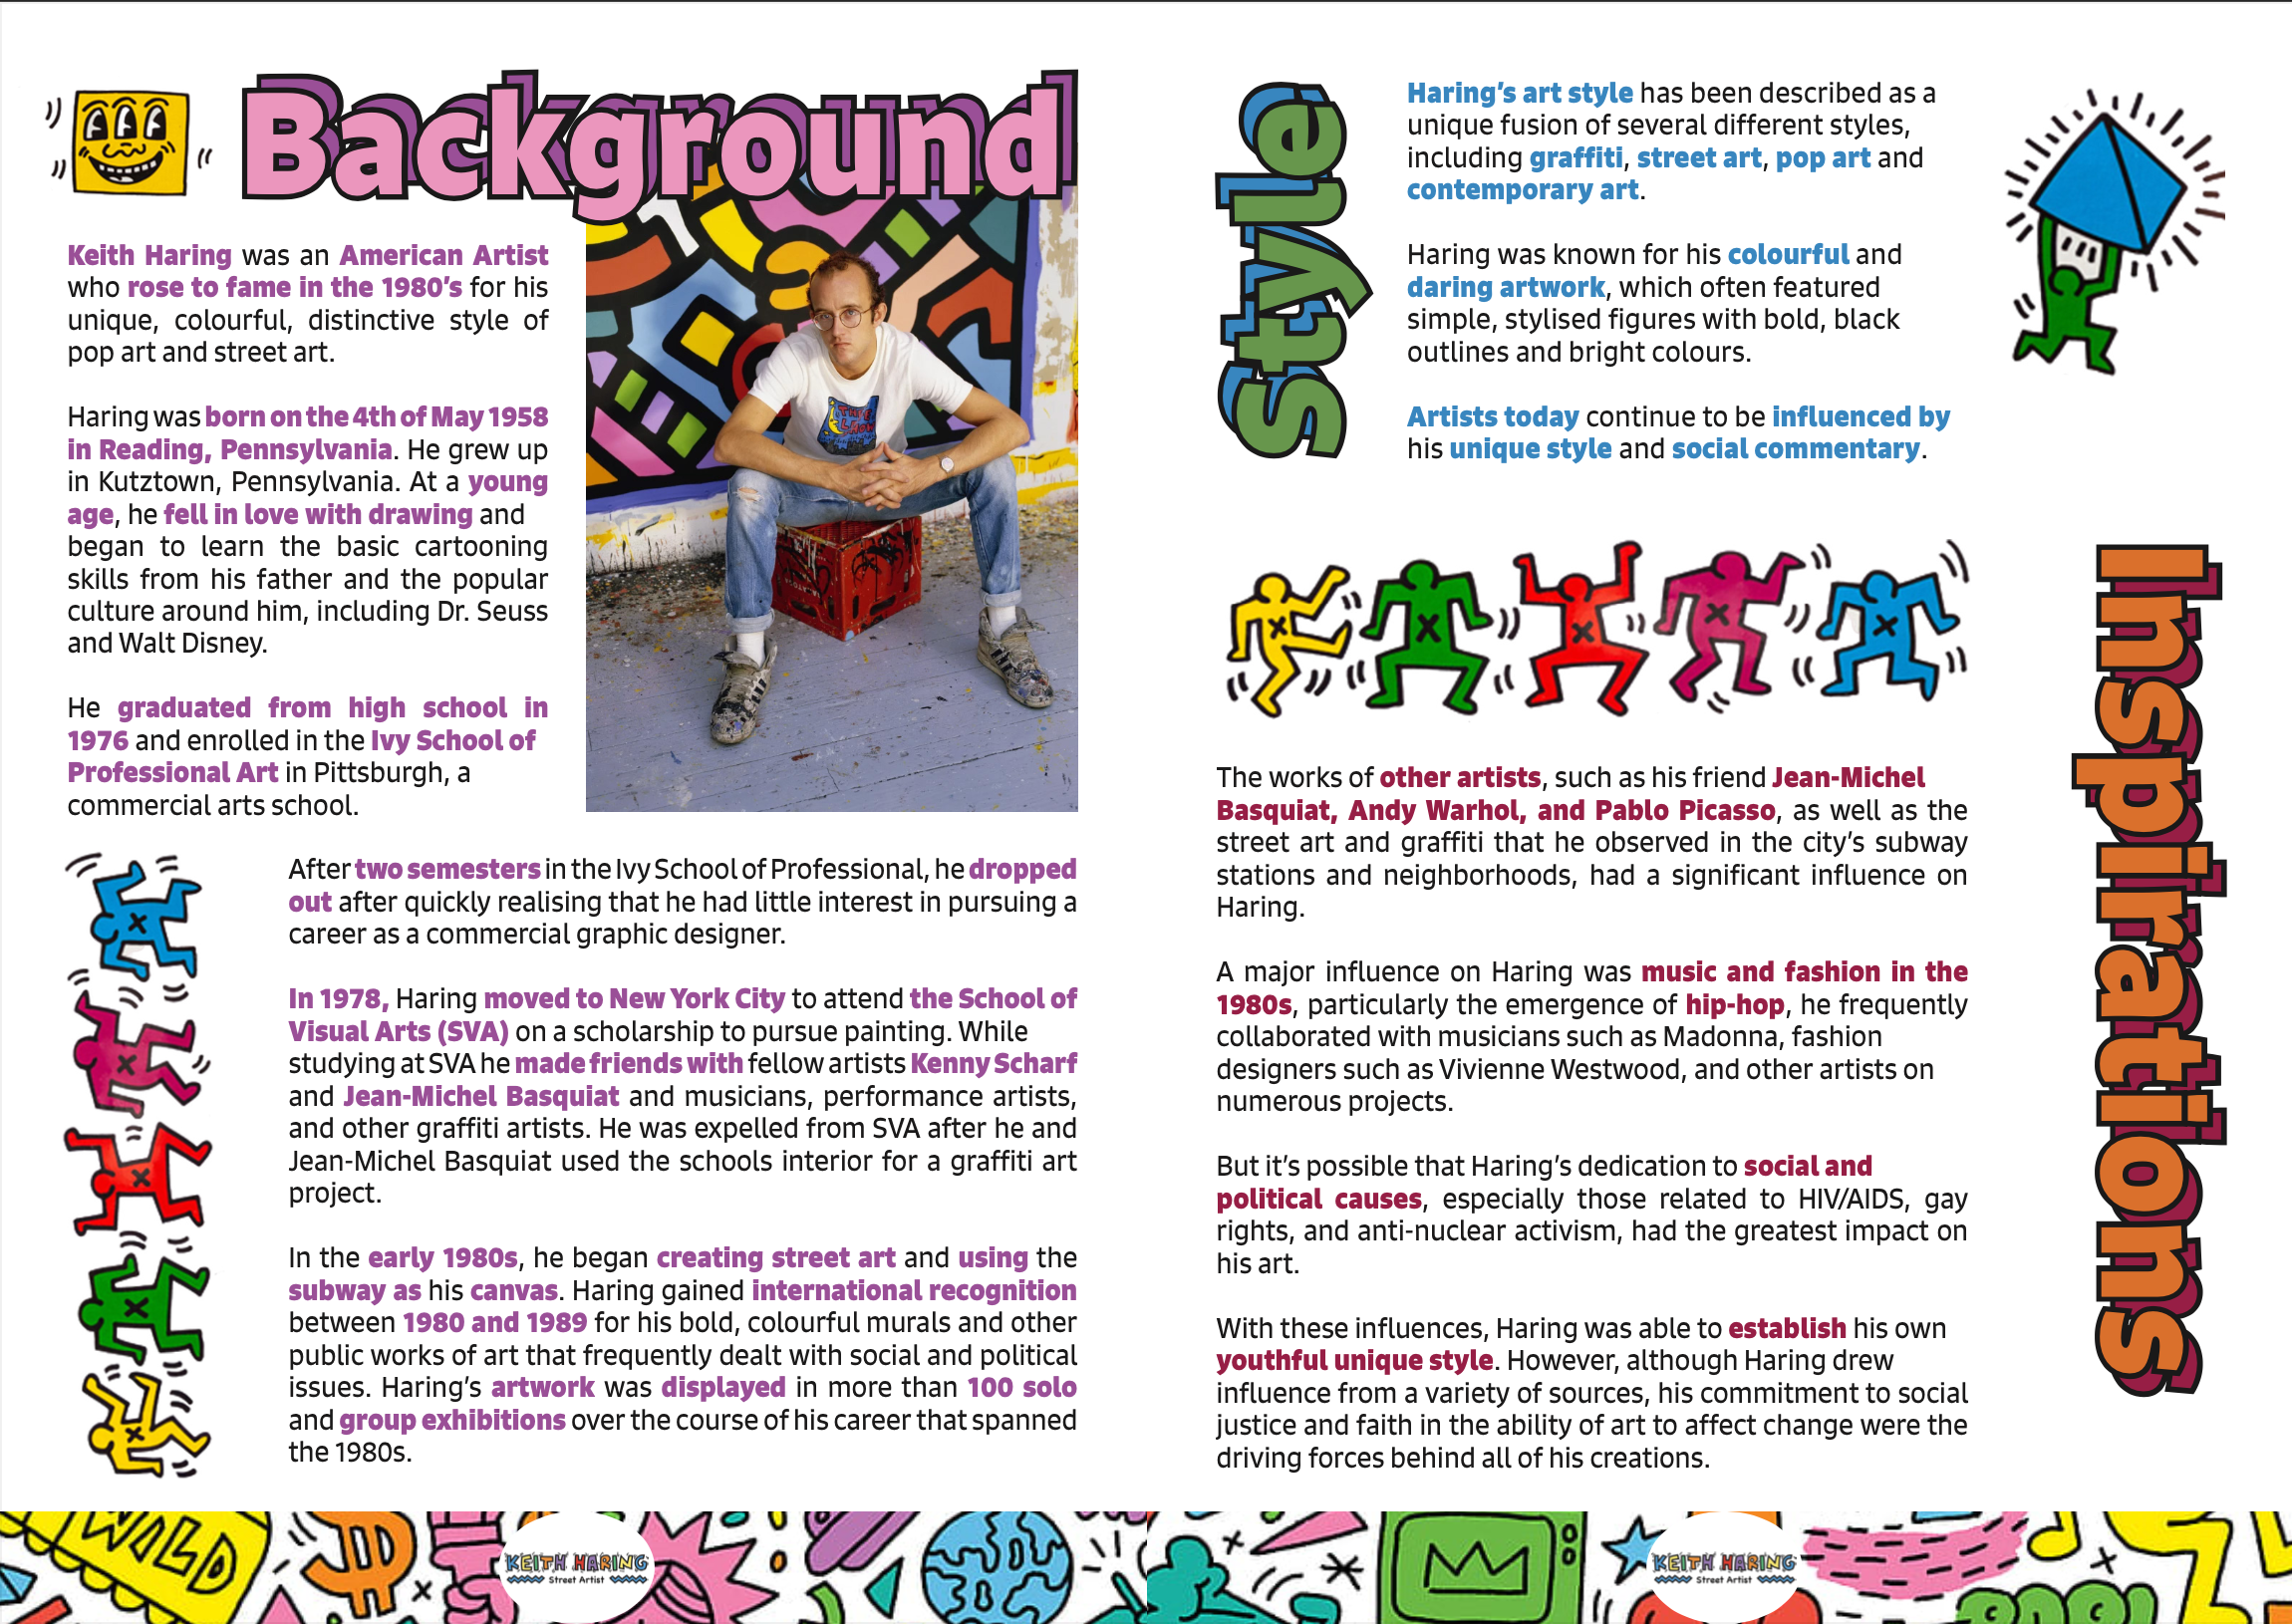 Background
Keith Haring was an American Artist
who rose to fame in the 1980's for his
unique, colourful, distinctive style of
pop art and street art.
Haring was born on the 4th of May 1958
in Reading, Pennsylvania. He grew up
in Kutztown, Pennsylvania. At a young
age, he fell in love with drawing and
began to learn the basic cartooning
skills from his father and the popular
culture around him, including Dr. Seuss
and Walt Disney.
He graduated from high school in
1976 and enrolled in the Ivy School of
Professional Art in Pittsburgh, a
commercial arts school.
After two semesters in the Ivy School of Professional, he dropped
out after quickly realising that he had little interest in pursuing a
career as a commercial graphic designer.
In 1978, Haring moved to New York City to attend the School of
Visual Arts (SVA) on a scholarship to pursue painting. While
studying at SVA he made friends with fellow artists Kenny Scharf
and Jean-Michel Basquiat and musicians, performance artists,
and other graffiti artists. He was expelled from SVA after he and
Jean-Michel Basquiat used the schools interior for a graffiti art
project.
In the early 1980s, he began creating street art and using the
subway as his canvas. Haring gained international recognition
between 1980 and 1989 for his bold, colourful murals and other
public works of art that frequently dealt with social and political
issues. Haring's artwork was displayed in more than 100 solo
and group exhibitions over the course of his career that spanned
the 1980s.
WILD
KEITH HARING
Street Artist
Style
Haring's art style has been described as a
unique fusion of several different styles,
including graffiti, street art, pop art and
contemporary art.
Haring was known for his colourful and
daring artwork, which often featured
simple, stylised figures with bold, black
outlines and bright colours.
Artists today continue to be influenced by
his unique style and social commentary.
Inspirations
The works of other artists, such as his friend Jean-Michel
Basquiat, Andy Warhol, and Pablo Picasso, as well as the
street art and graffiti that he observed in the city's subway
stations and neighborhoods, had a significant influence on
Haring.
A major influence on Haring was music and fashion in the
1980s, particularly the emergence of hip-hop, he frequently
collaborated with musicians such as Madonna, fashion
designers such as Vivienne Westwood, and other artists on
numerous projects.
But it's possible that Haring's dedication to social and
political causes, especially those related to HIV/AIDS, gay
rights, and anti-nuclear activism, had the greatest impact on
his art.
With these influences, Haring was able to establish his own
youthful unique style. However, although Haring drew
influence from a variety of sources, his commitment to social
justice and faith in the ability of art to affect change were the
driving forces behind all of his creations.
KEITH HARING
Street Artist